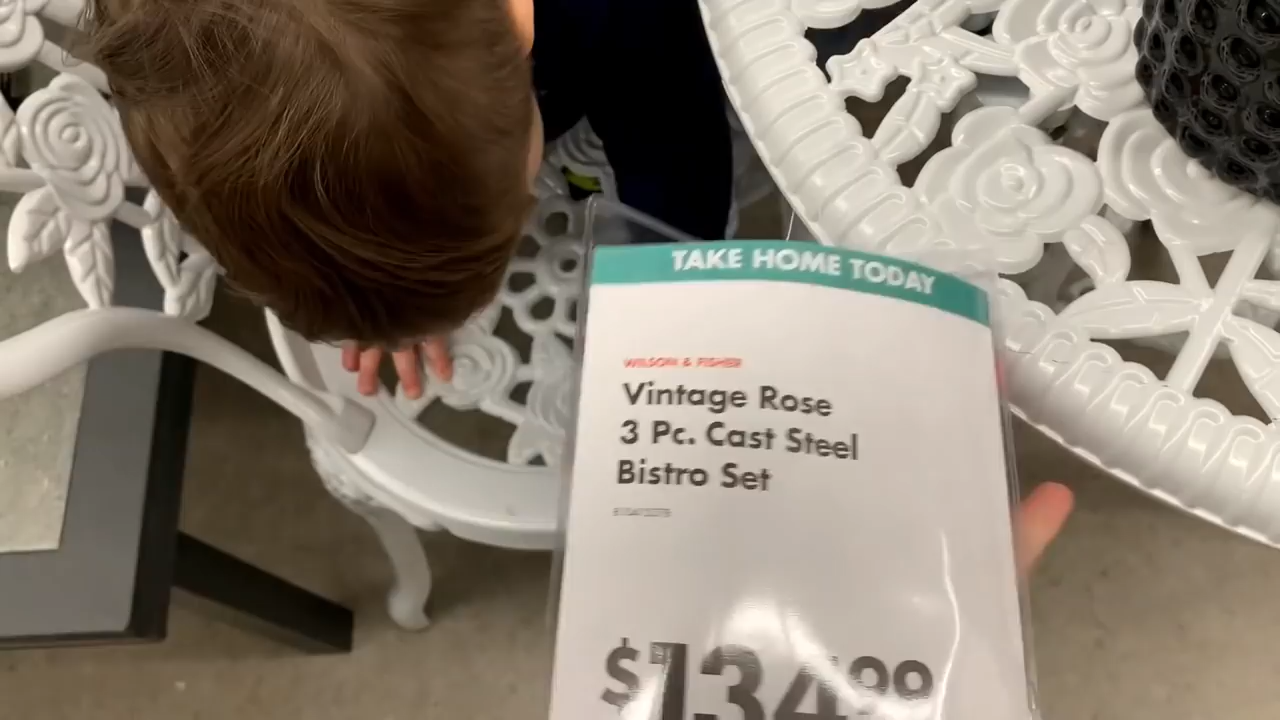 TAKE HOME TODAY
WILSON & FISHER
Vintage Rose
3 Pc. Cast Steel
Bistro Set
$134.99